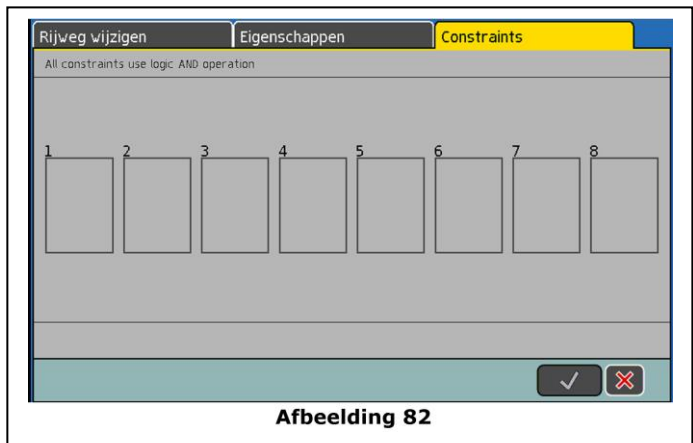 Rijweg wijzigen Eigenschappen Constraints
All constraints use logic AND operation
1 2 3 4 5 6 7 8
Afbeelding 82